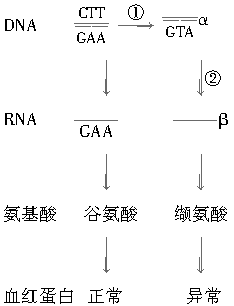 CTT ① α
DNA GAA GTA
②
RNA GAA β
氨基酸 谷氨酸 缬氨酸
血红蛋白 正常 异常